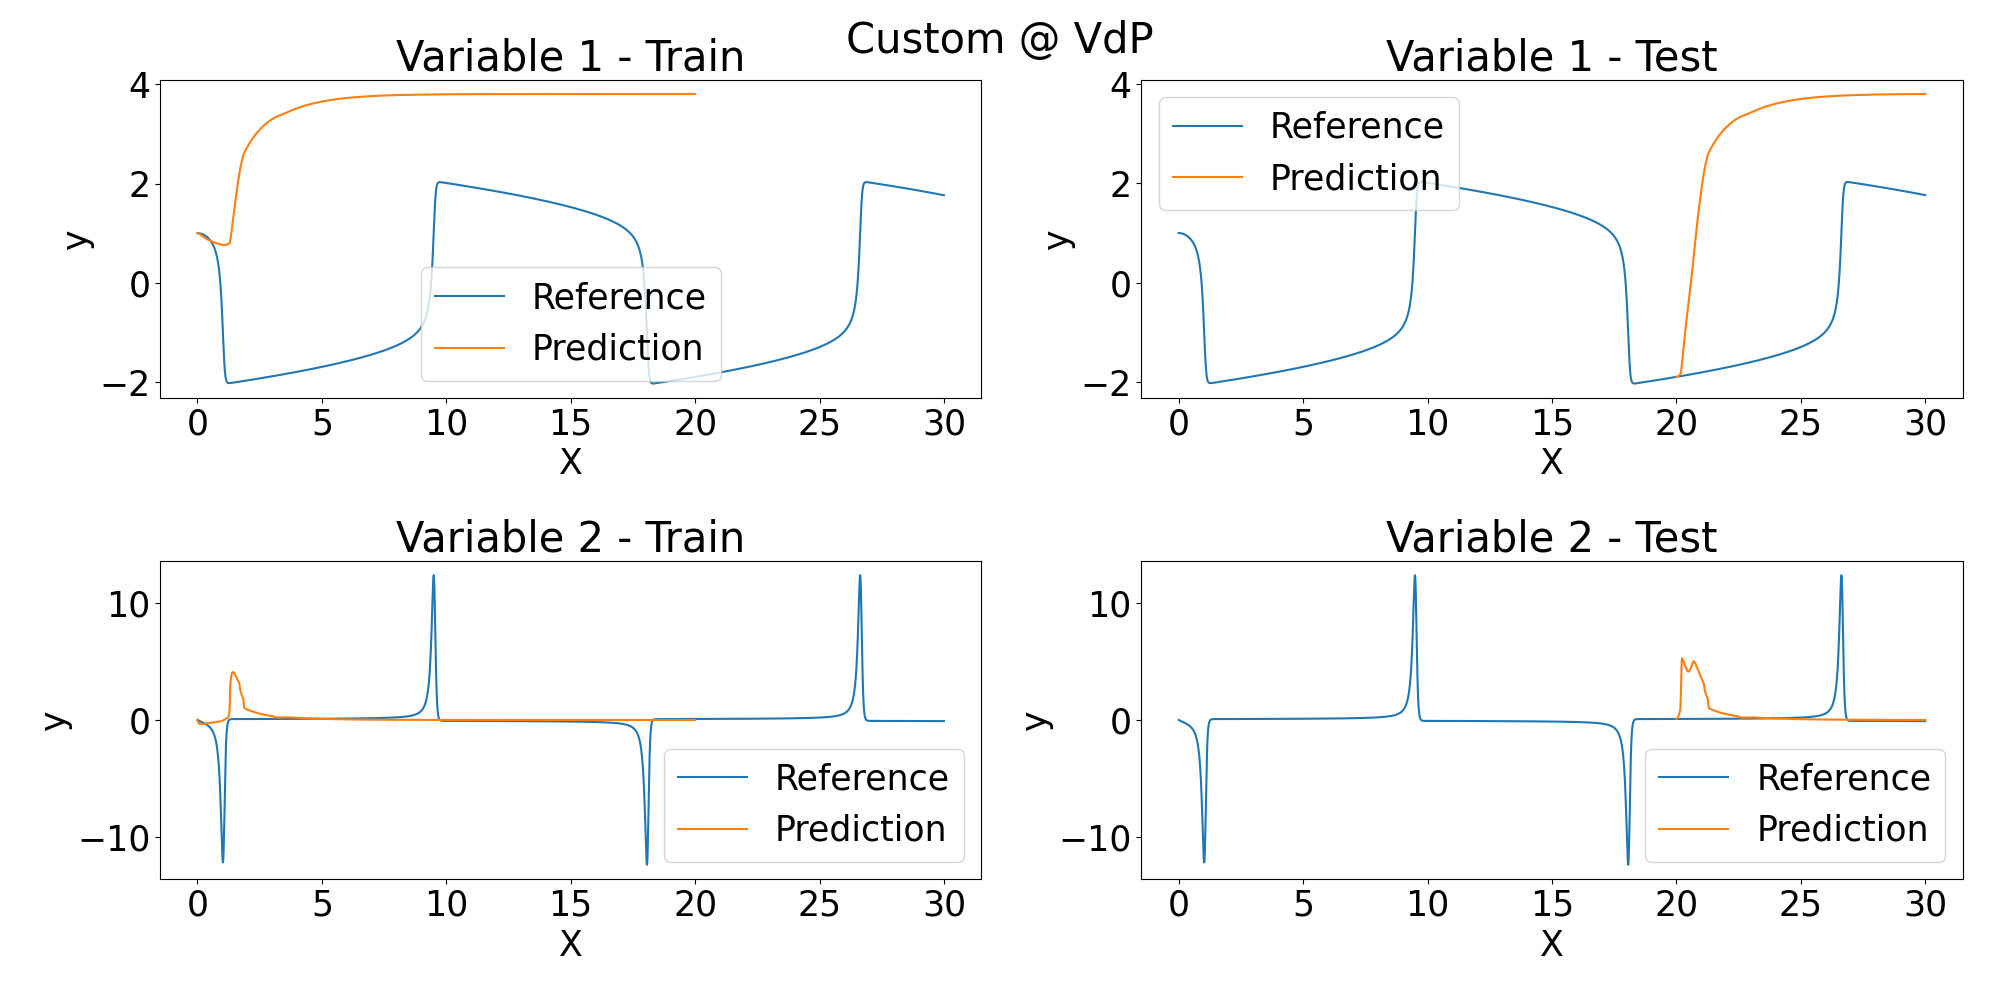 Custom @ VdP
Variable 1 - Train
4
2
0
−2
y
0 5 10 15 20 25 30
X
Reference
Prediction
Variable 1 - Test
4
2
0
−2
y
0 5 10 15 20 25 30
X
Reference
Prediction
Variable 2 - Train
10
0
−10
y
0 5 10 15 20 25 30
X
Reference
Prediction
Variable 2 - Test
10
0
−10
y
0 5 10 15 20 25 30
X
Reference
Prediction